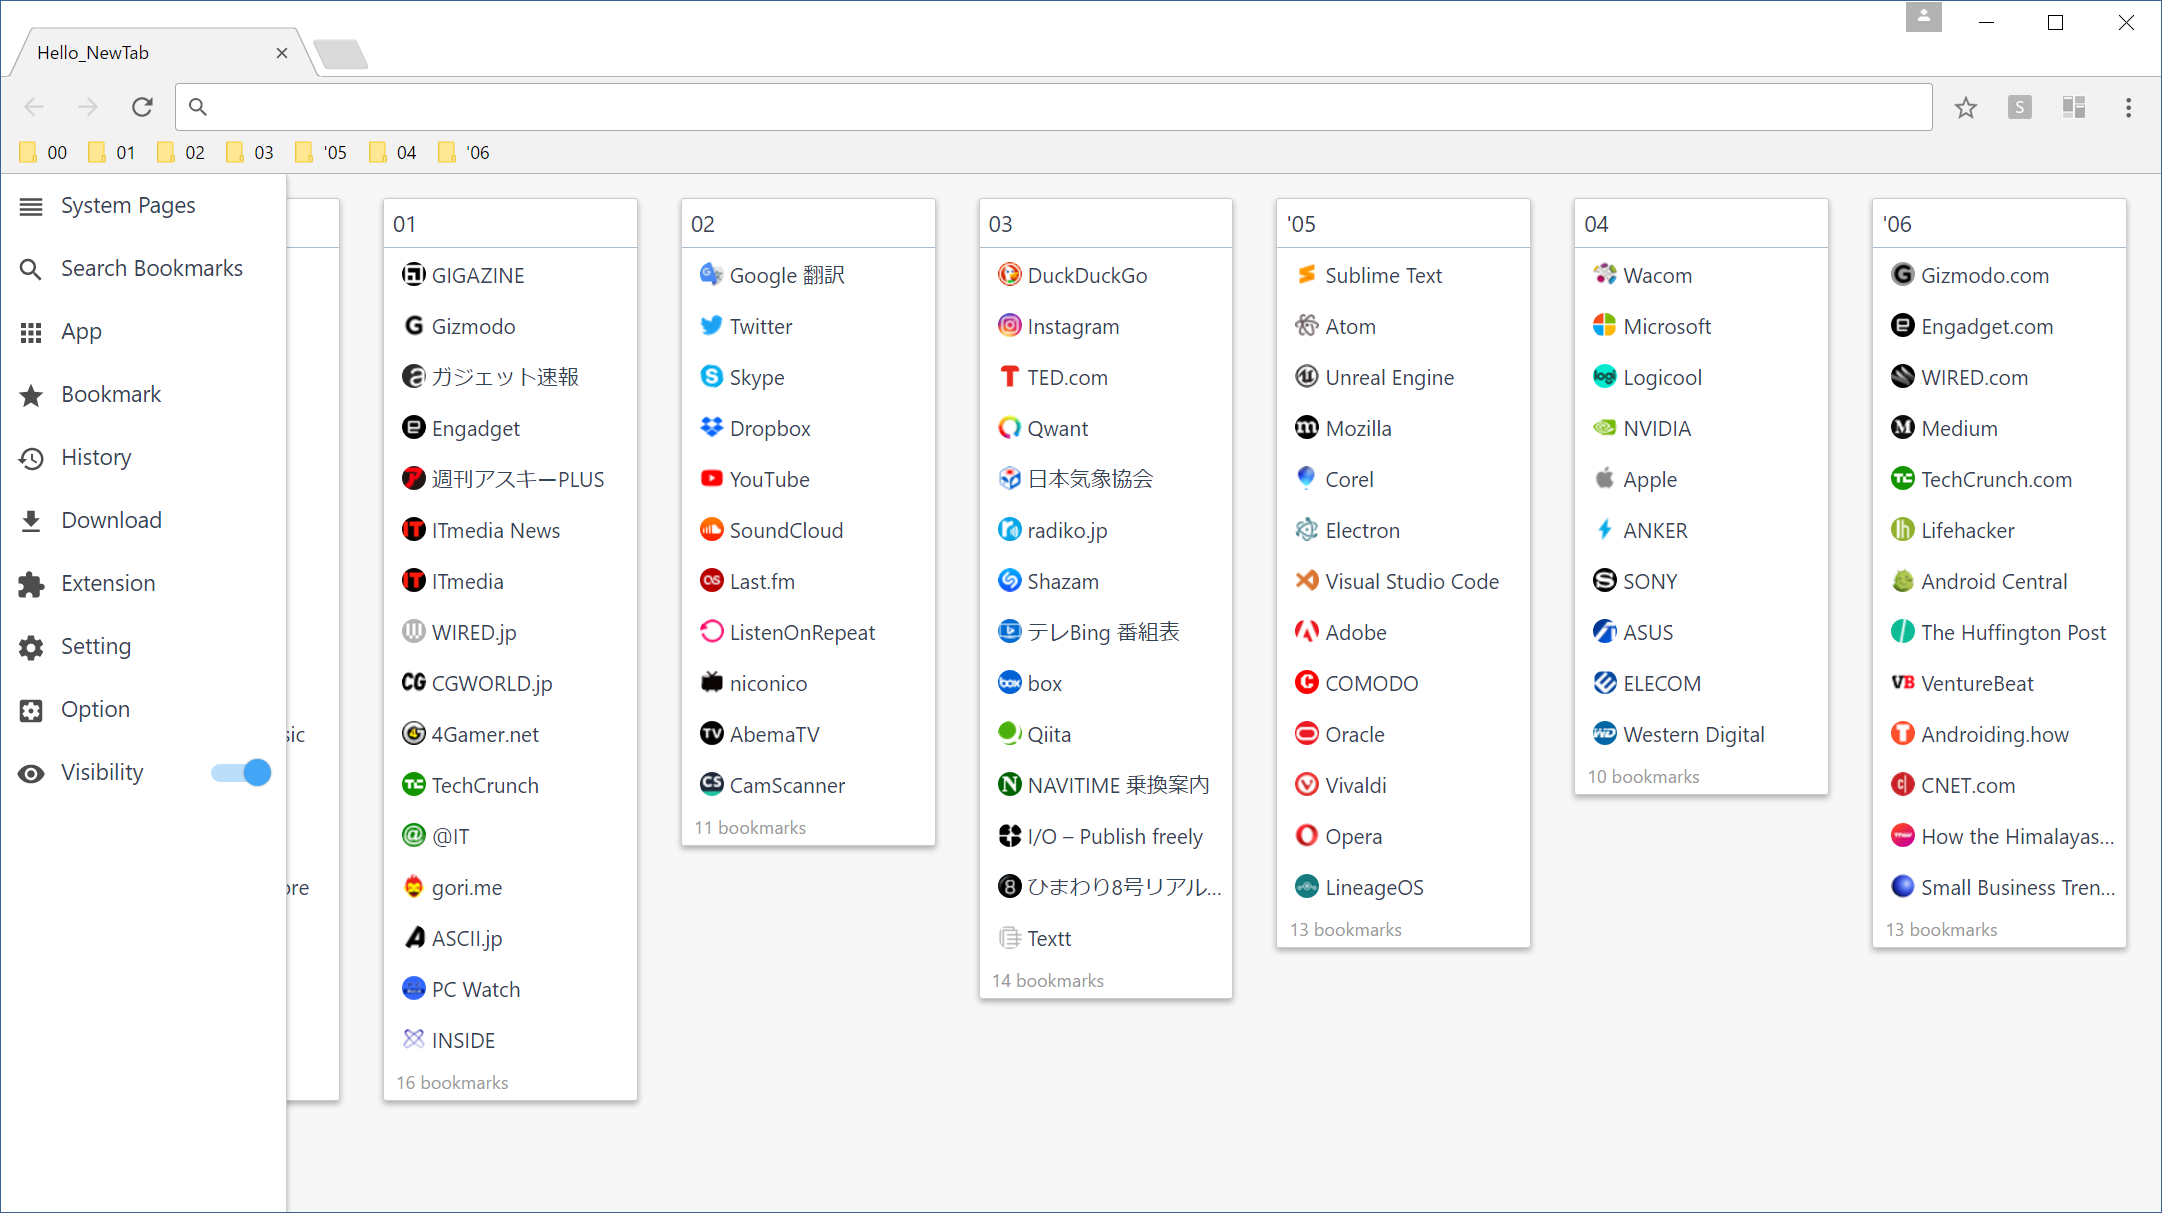 Hello_NewTab
00 01 02 03 '05 04 '06
System Pages
Search Bookmarks
App
Bookmark
History
Download
Extension
Setting
Option
Visibility
01
GIGAZINE
Gizmodo
ガジェット速報
Engadget
週刊アスキーPLUS
ITmedia News
ITmedia
WIRED.jp
CGWORLD.jp
4Gamer.net
TechCrunch
@IT
gori.me
ASCII.jp
PC Watch
INSIDE
16 bookmarks
02
Google 翻訳
Twitter
Skype
Dropbox
YouTube
SoundCloud
Last.fm
ListenOnRepeat
niconico
AbemaTV
CamScanner
11 bookmarks
03
DuckDuckGo
Instagram
TED.com
Qwant
日本気象協会
radiko.jp
Shazam
テレBing 番組表
box
Qiita
NAVITIME 乗換案内
I/O – Publish freely
ひまわり8号リアル...
Textt
14 bookmarks
'05
Sublime Text
Atom
Unreal Engine
Mozilla
Corel
Electron
Visual Studio Code
Adobe
COMODO
Oracle
Vivaldi
Opera
LineageOS
13 bookmarks
04
Wacom
Microsoft
Logicool
NVIDIA
Apple
ANKER
SONY
ASUS
ELECOM
Western Digital
10 bookmarks
'06
Gizmodo.com
Engadget.com
WIRED.com
Medium
TechCrunch.com
Lifehacker
Android Central
The Huffington Post
VentureBeat
Androiding.how
CNET.com
How the Himalayas...
Small Business Tren...
13 bookmarks